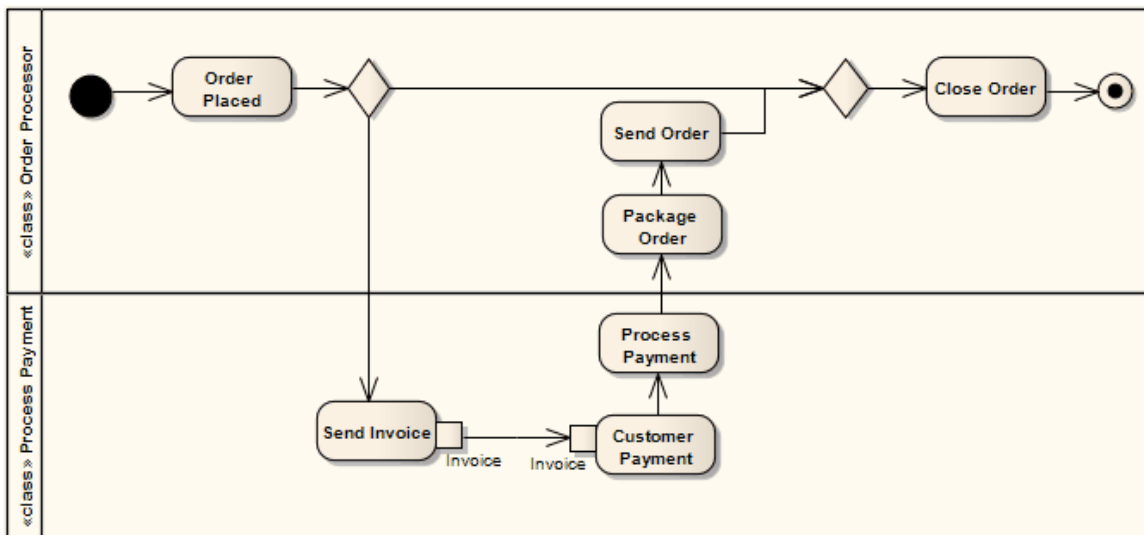 «class» Order Processor
Order
Placed
Close Order
Send Order
Package
Order
«class» Process Payment
Process
Payment
Send Invoice
Invoice
Invoice
Customer
Payment